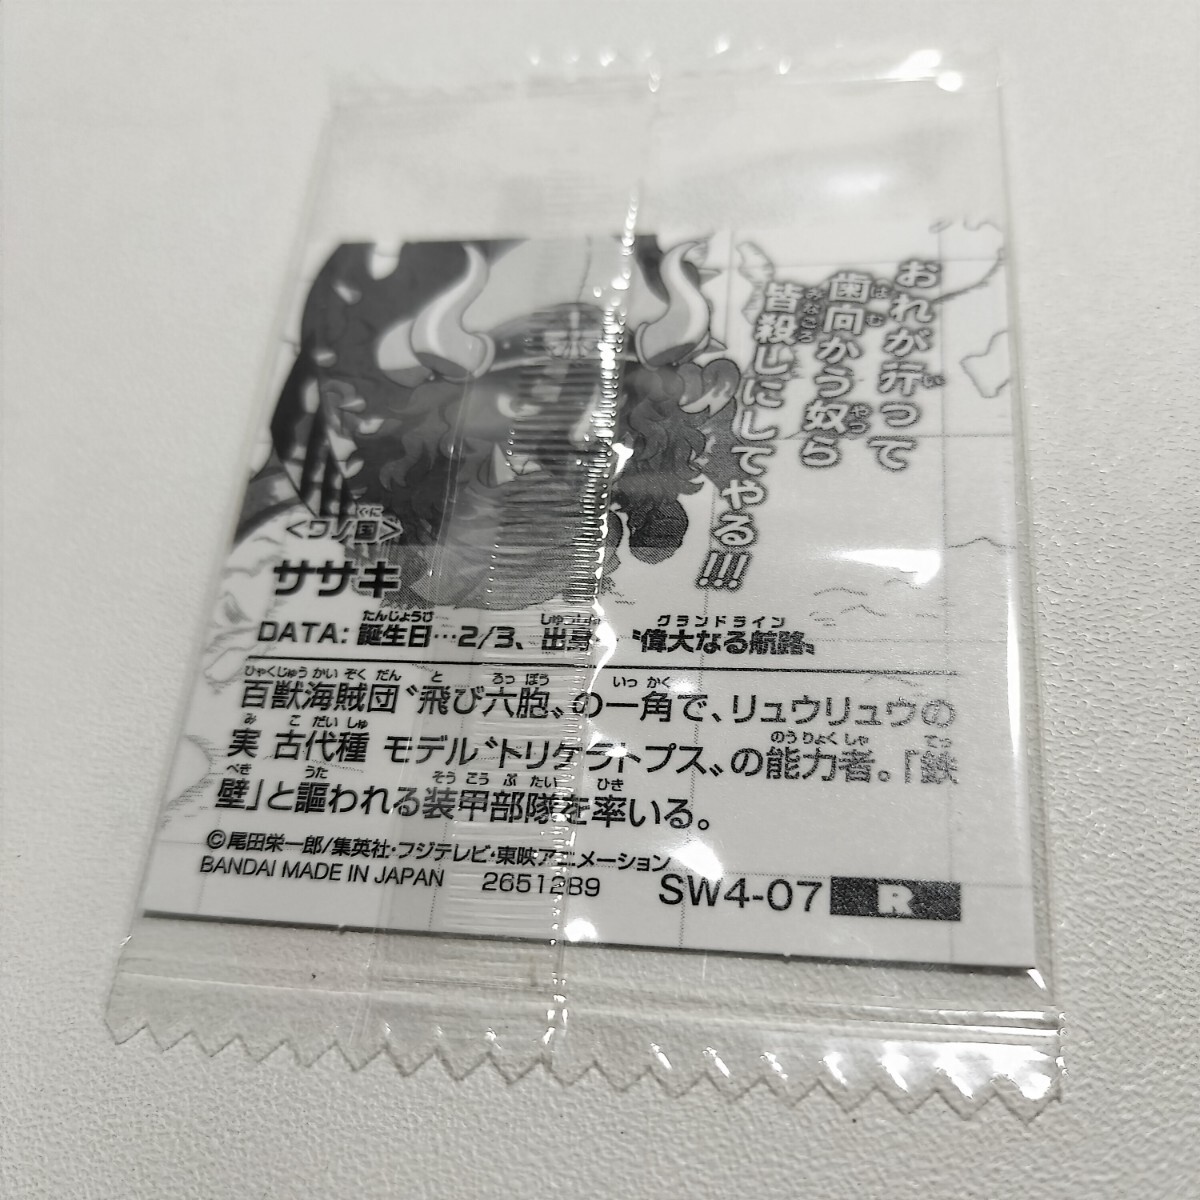 おれが行って
歯向かう奴ら
皆殺しにしてやる!!!
〈ワノ国〉
ササキ
DATA: 誕生日…2/3、出身…〝偉大なる航路〟
百獣海賊団〝飛び六胞〟の一角で、リュウリュウの
実 古代種 モデル〝トリケラトプス〟の能力者。「鉄
壁」と謳われる装甲部隊を率いる。
©尾田栄一郎/集英社・フジテレビ・東映アニメーション
BANDAI MADE IN JAPAN 2651289 SW4-07 R